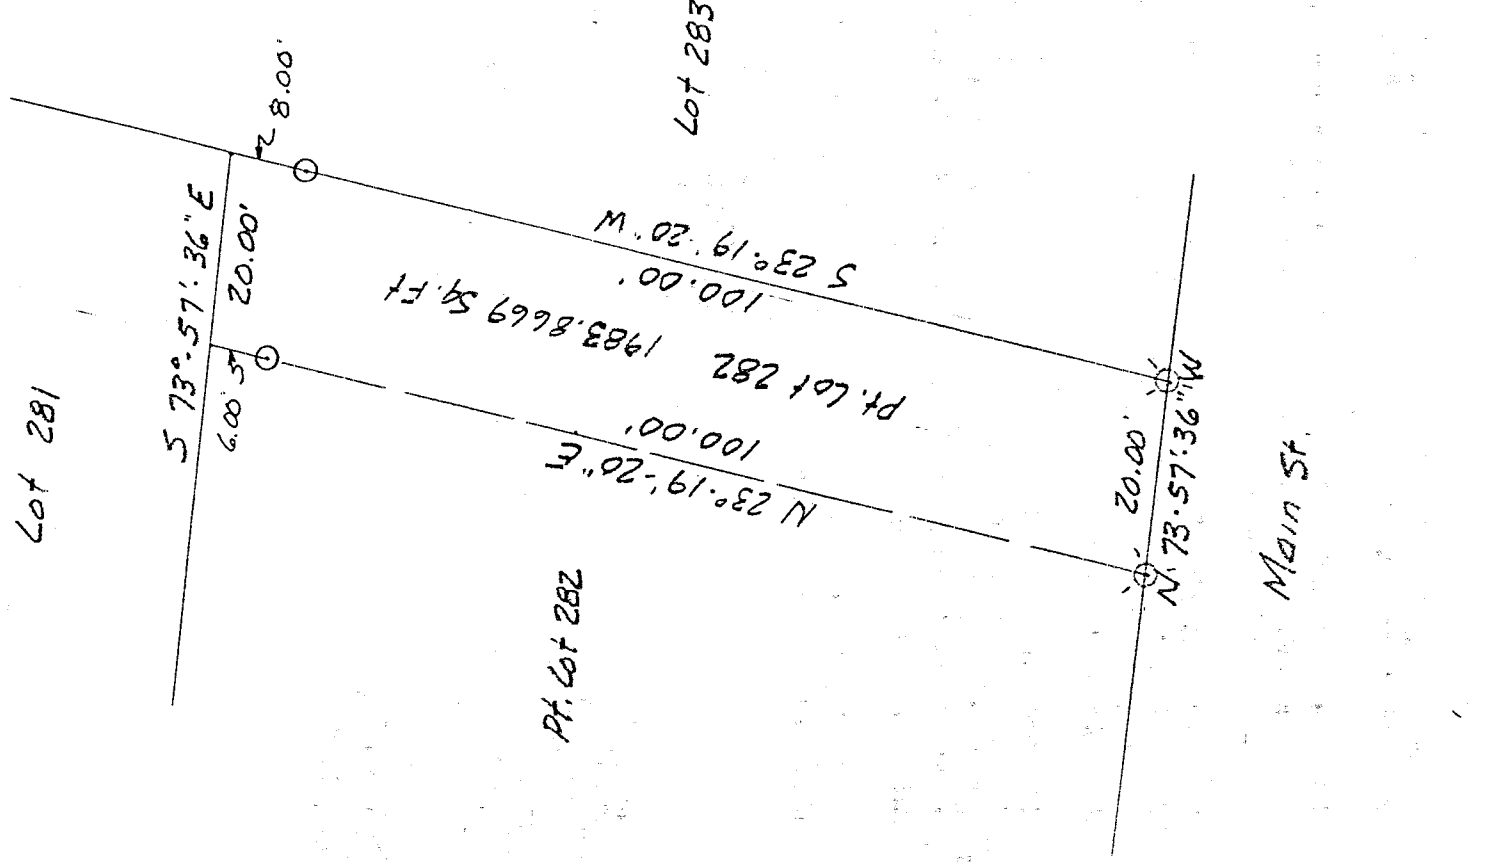 Lot 283
8.00'
S 73°.57'.36" E
20.00'
6.00'
Lot 281
S 23°.19'.20" W
100.00'
1983.8669 Sq.Ft
Pt. Lot 282
100.00'
N 23°.19'.20" E
Pt. Lot 282
20.00'
N 73.57'.36" W
Main St.